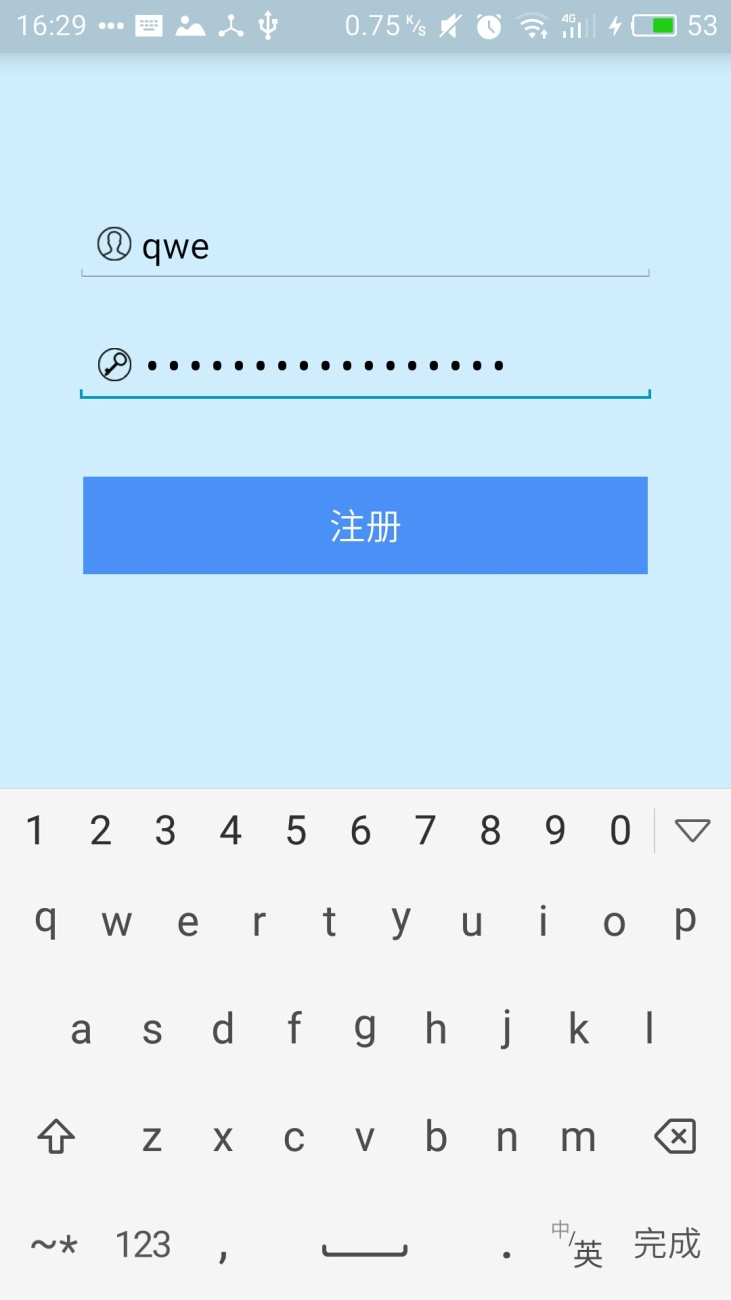 16:29 ••• 0.75 K/s 4G 53
qwe
•••••••••••••••••
注册
1 2 3 4 5 6 7 8 9 0
q w e r t y u i o p
a s d f g h j k l
z x c v b n m
~* 123 , . 中/英 完成